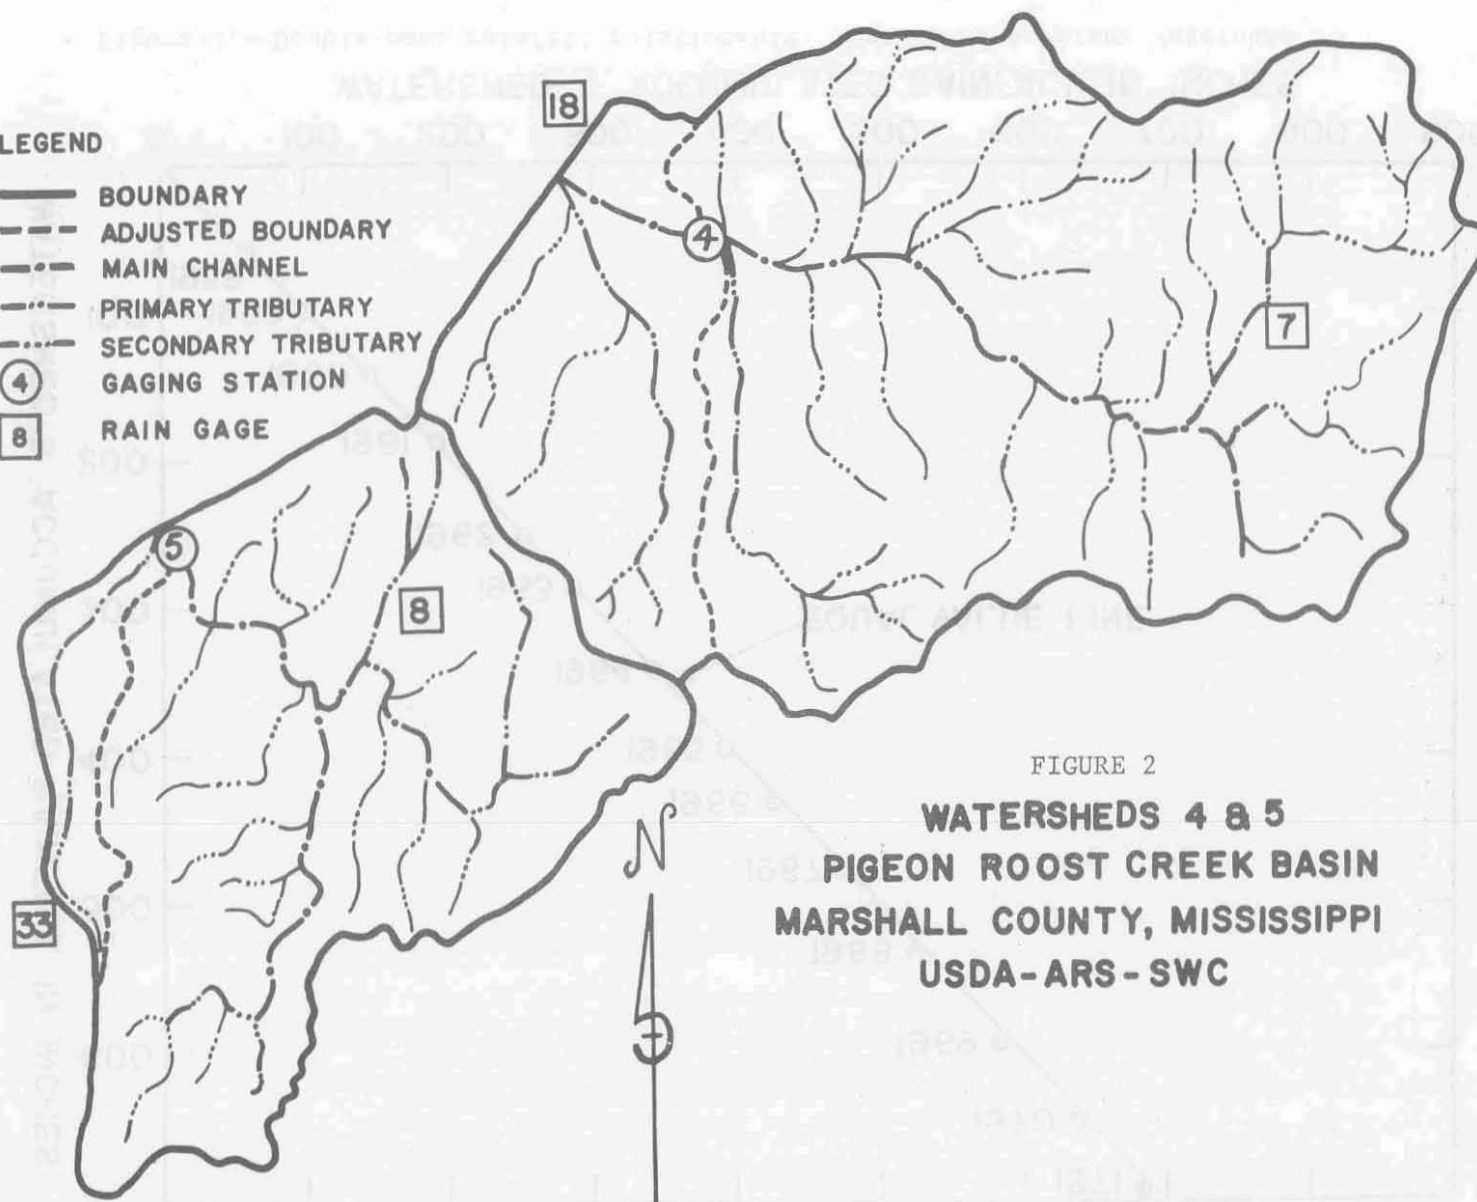 LEGEND
BOUNDARY
ADJUSTED BOUNDARY
MAIN CHANNEL
PRIMARY TRIBUTARY
SECONDARY TRIBUTARY
4 GAGING STATION
8 RAIN GAGE
18
4
7
5
8
33
N
FIGURE 2
WATERSHEDS 4 & 5
PIGEON ROOST CREEK BASIN
MARSHALL COUNTY, MISSISSIPPI
USDA-ARS-SWC